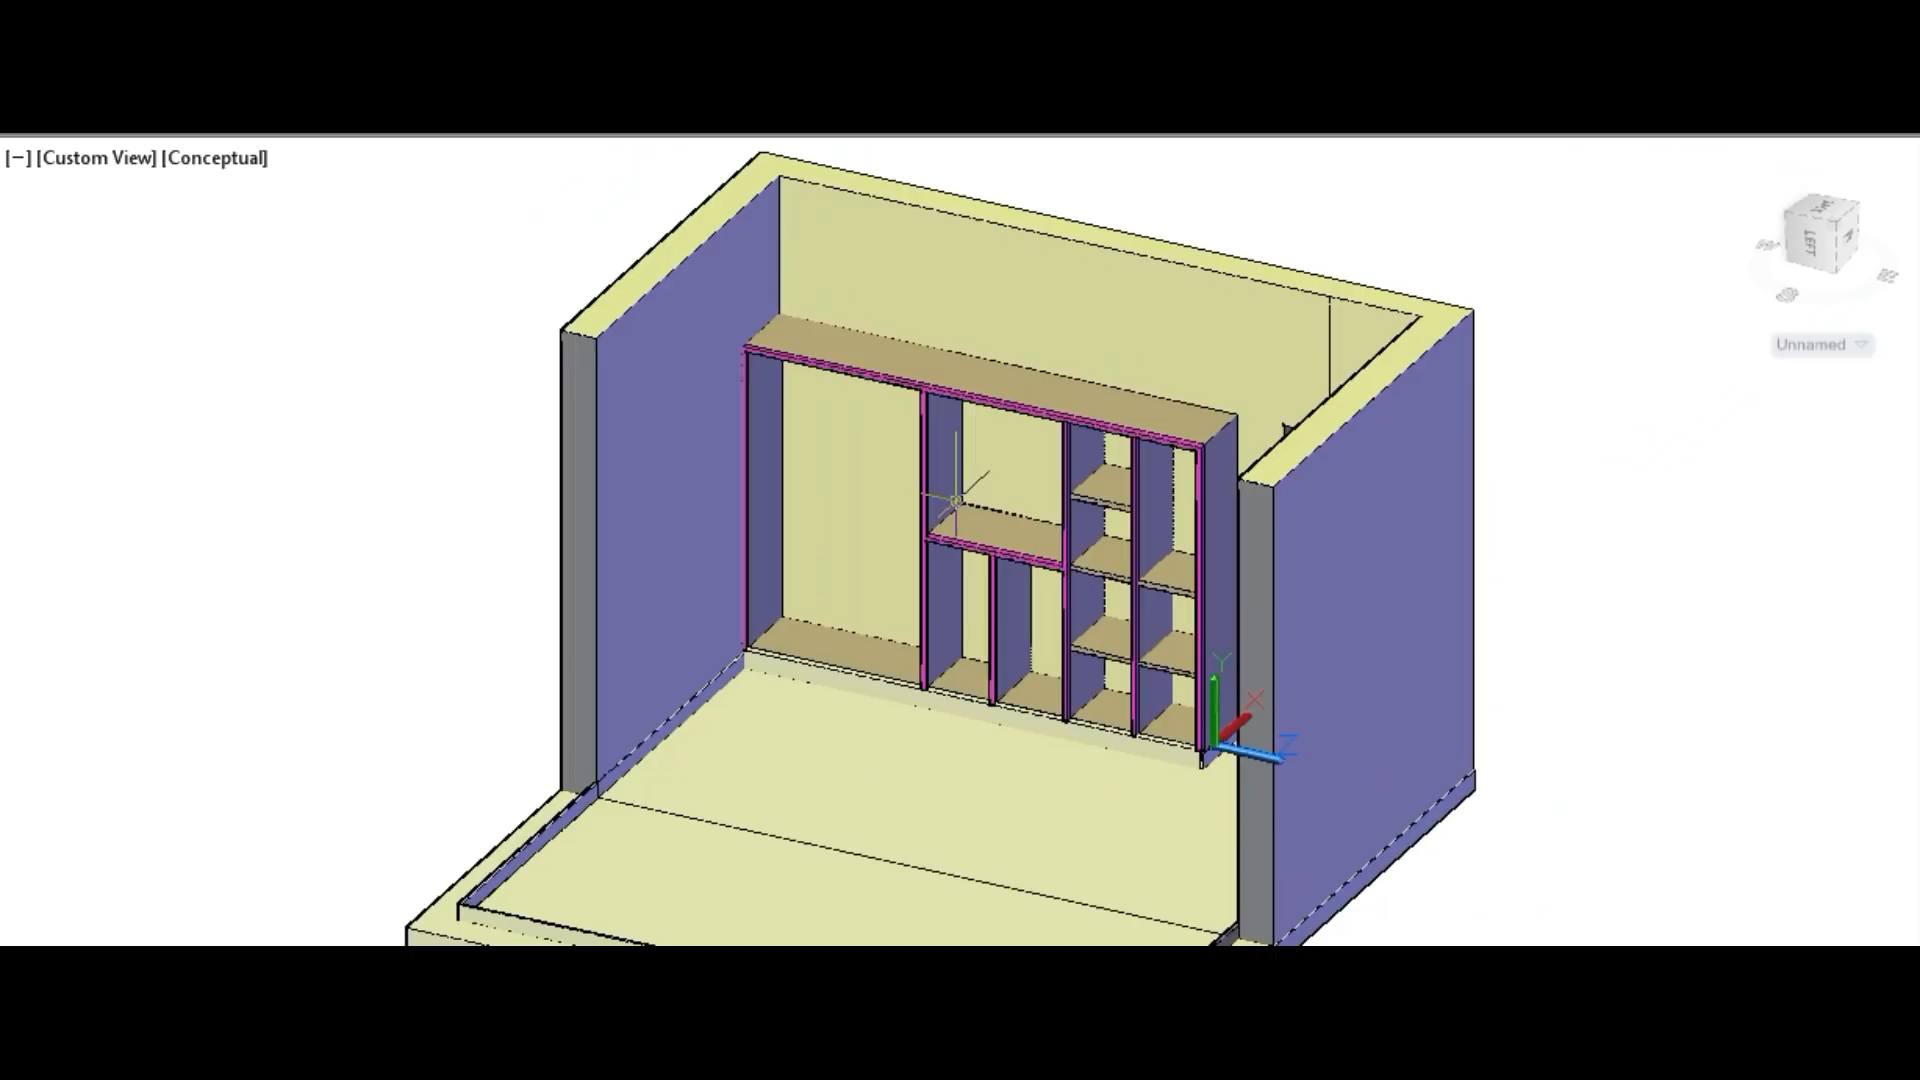 [−] [Custom View] [Conceptual]
LEFT
Unnamed
Y
X
Z